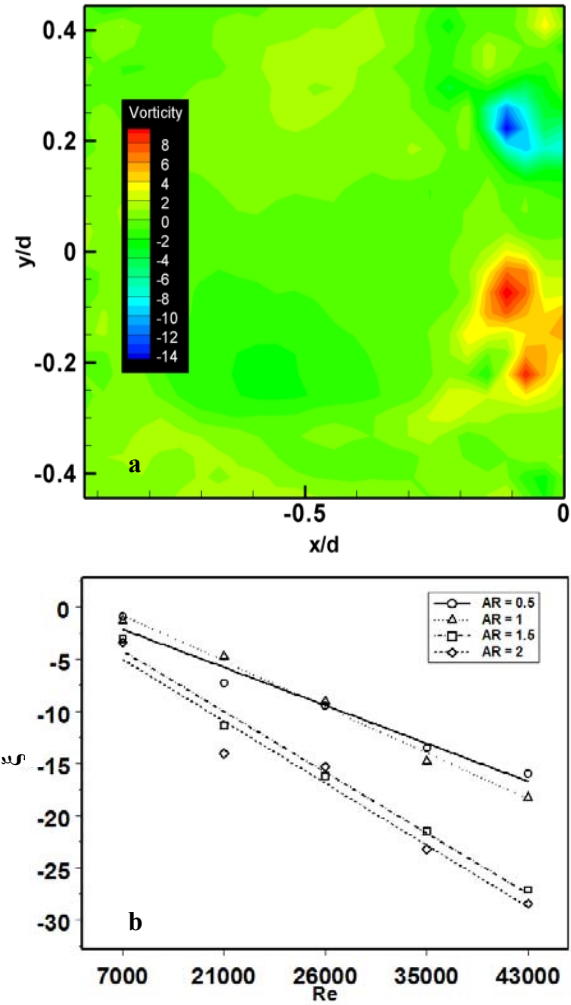 0.4
0.2
0
-0.2
-0.4
y/d
Vorticity
8
6
4
2
0
-2
-4
-6
-8
-10
-12
-14
a
-0.5
0
x/d
0
-5
-10
-15
-20
-25
-30
ξ
AR = 0.5
AR = 1
AR = 1.5
AR = 2
b
7000
21000
26000
35000
43000
Re